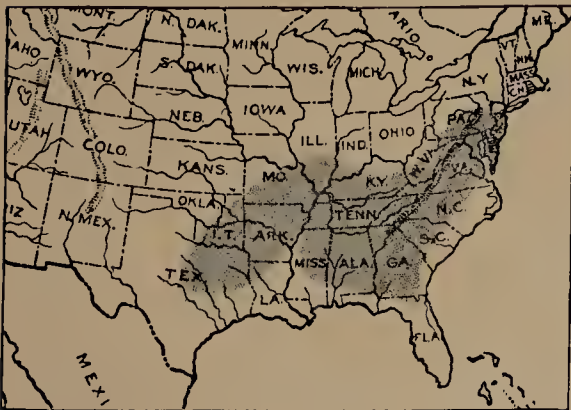 MONT.
N. DAK.
MINN.
ARIO
ME.
VT.
N.H.
AHO
WYO.
S. DAK.
WIS.
MICH.
N.Y.
MASS
IOWA
NEB.
PA.
UTAH
COLO.
ILL.
IND.
OHIO
W.VA.
VA.
KANS.
MO.
KY.
IZ
N. MEX.
OKLA.
TENN.
N.C.
I.T.
ARK.
S.C.
TEX.
MISS
ALA.
GA.
LA.
FLA.
MEXI